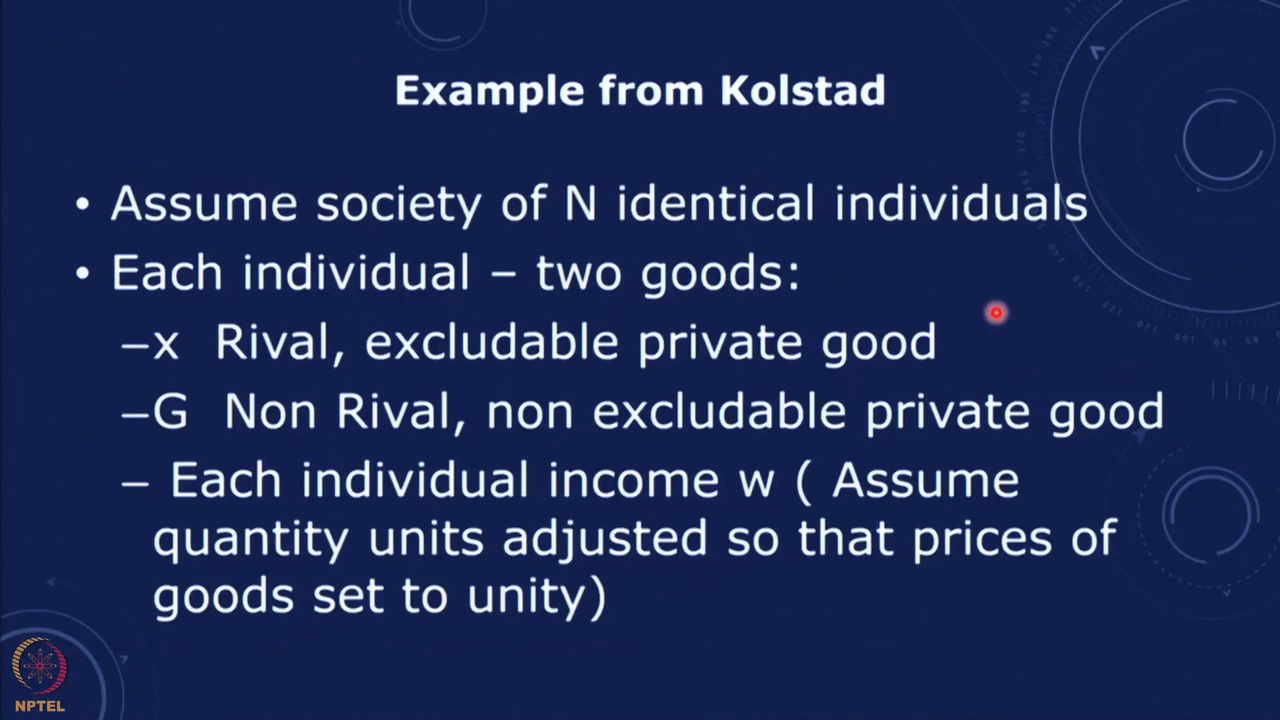 Example from Kolstad
• Assume society of N identical individuals
• Each individual – two goods:
–x Rival, excludable private good
–G Non Rival, non excludable private good
– Each individual income w ( Assume
quantity units adjusted so that prices of
goods set to unity)
NPTEL